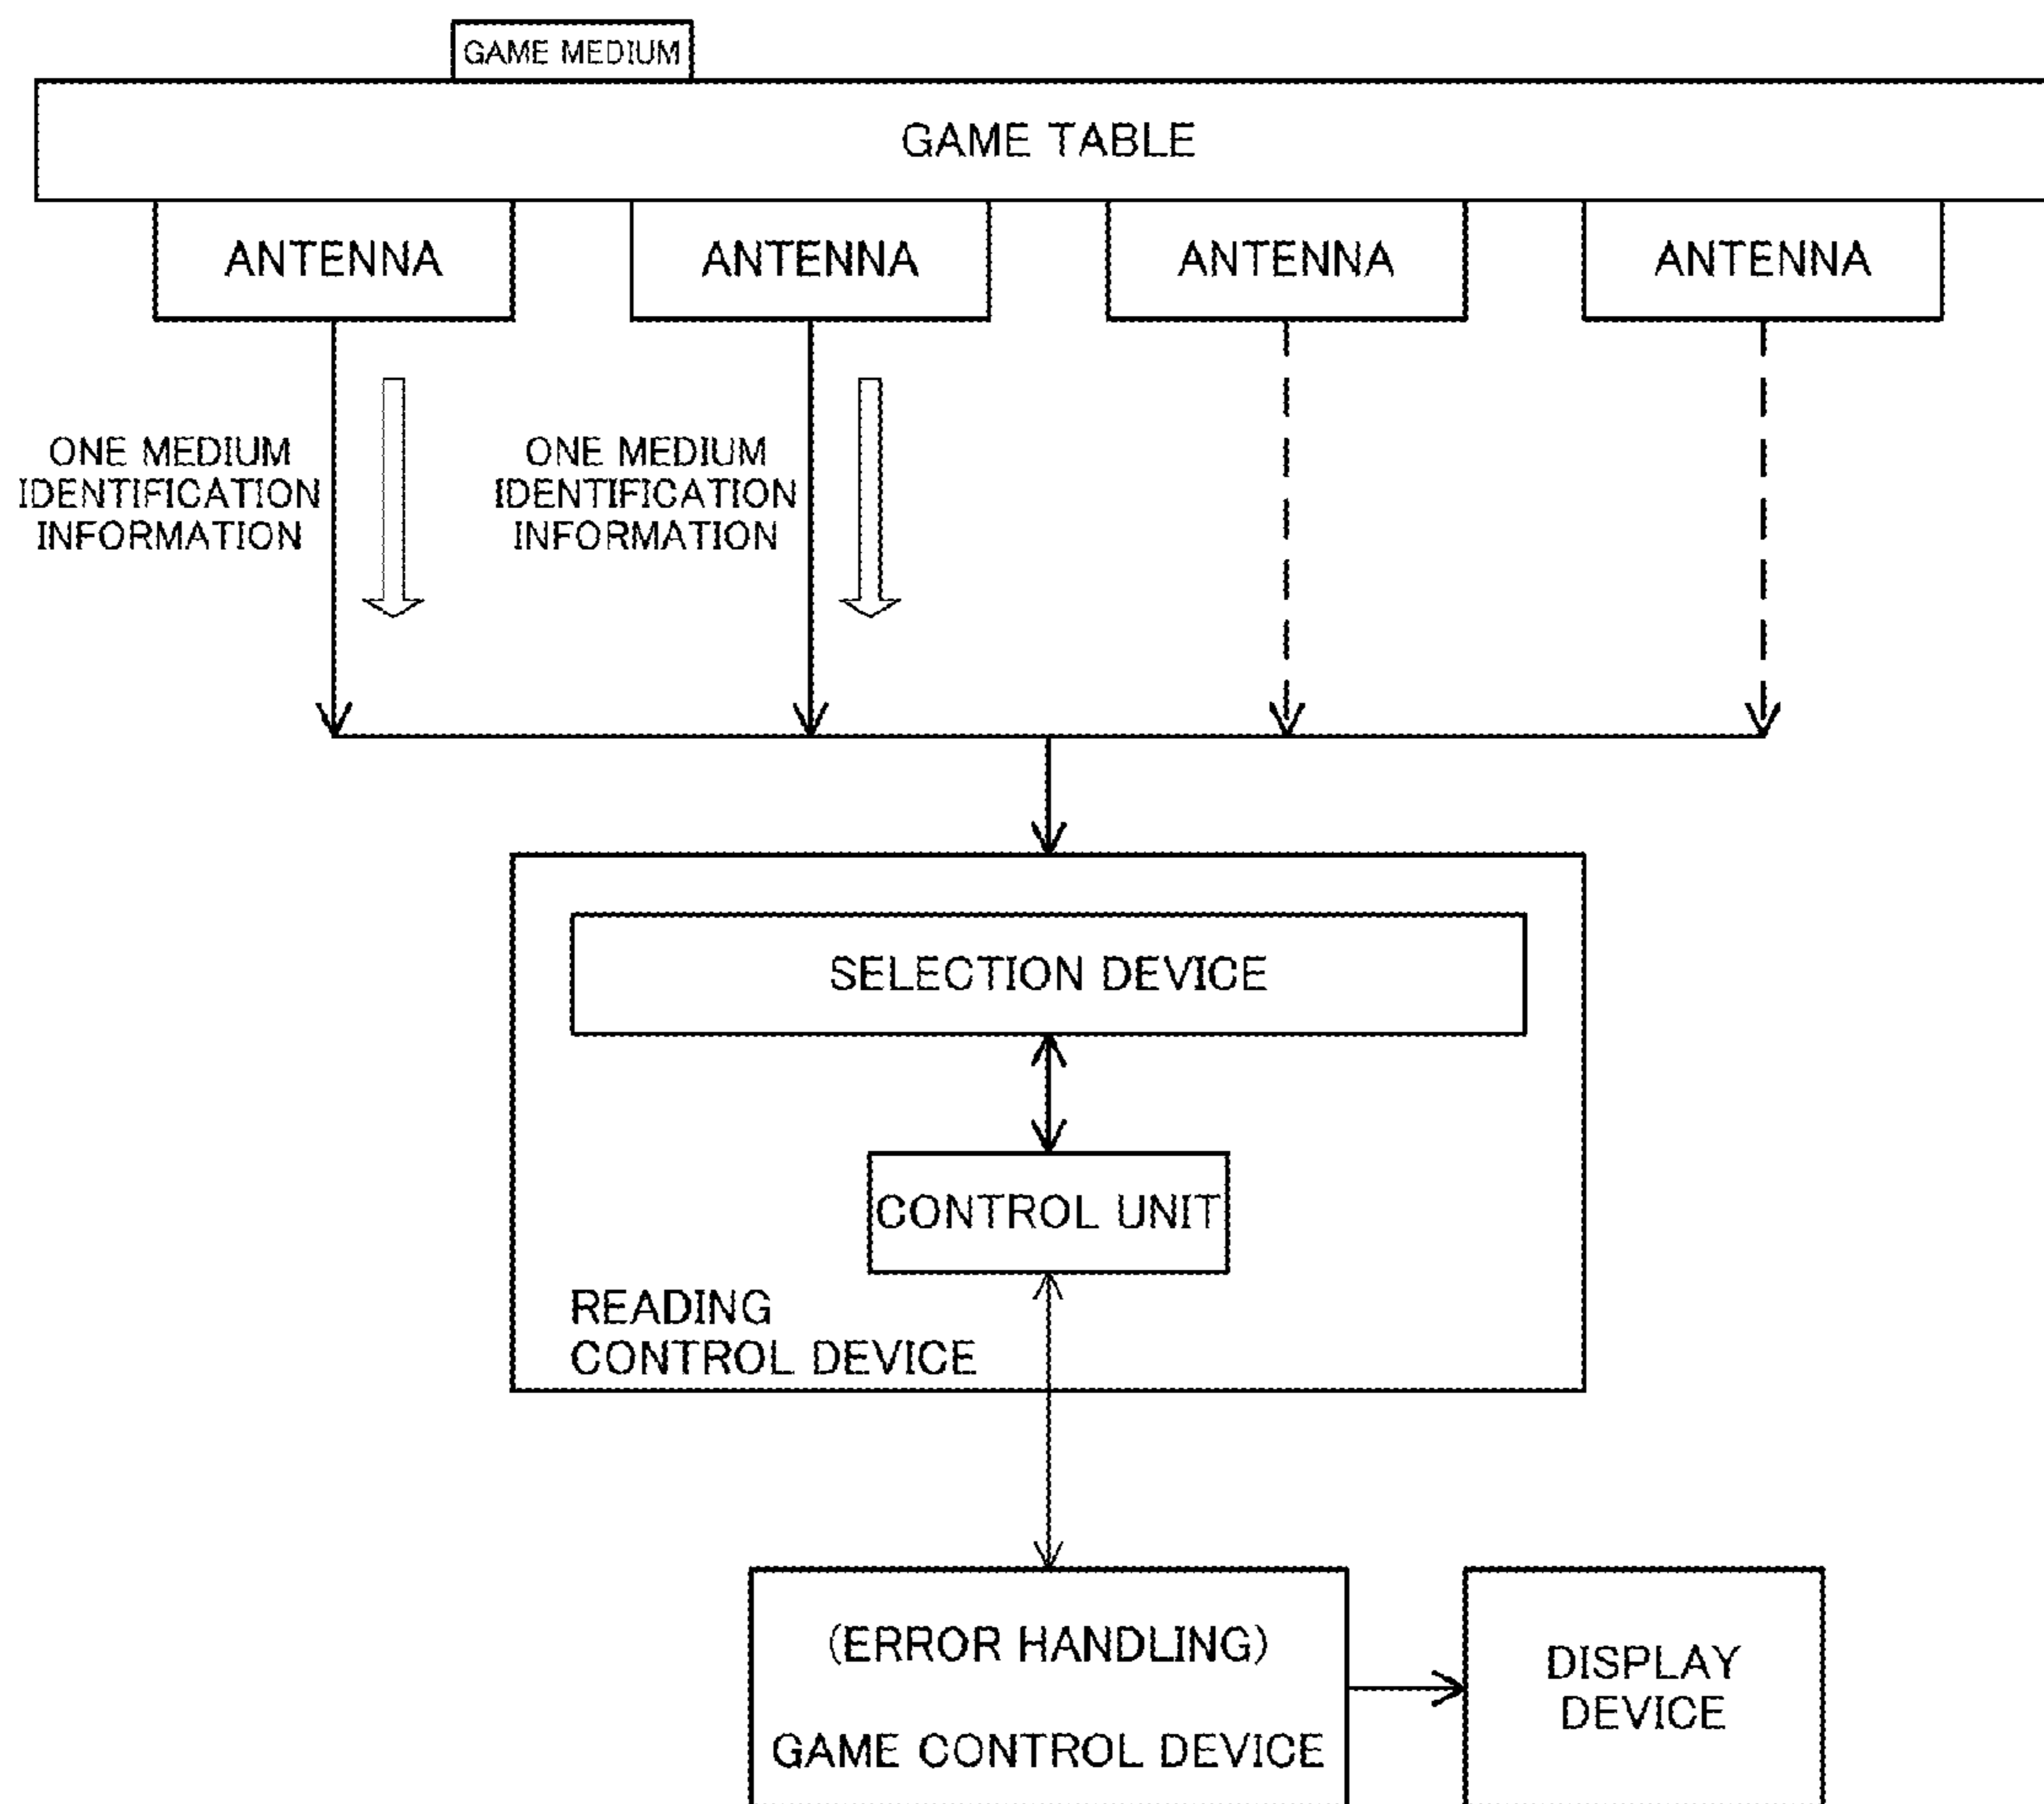 GAME MEDIUM
GAME TABLE
ANTENNA
ANTENNA
ANTENNA
ANTENNA
ONE MEDIUM
IDENTIFICATION
INFORMATION
ONE MEDIUM
IDENTIFICATION
INFORMATION
SELECTION DEVICE
CONTROL UNIT
READING
CONTROL DEVICE
(ERROR HANDLING)
GAME CONTROL DEVICE
DISPLAY
DEVICE